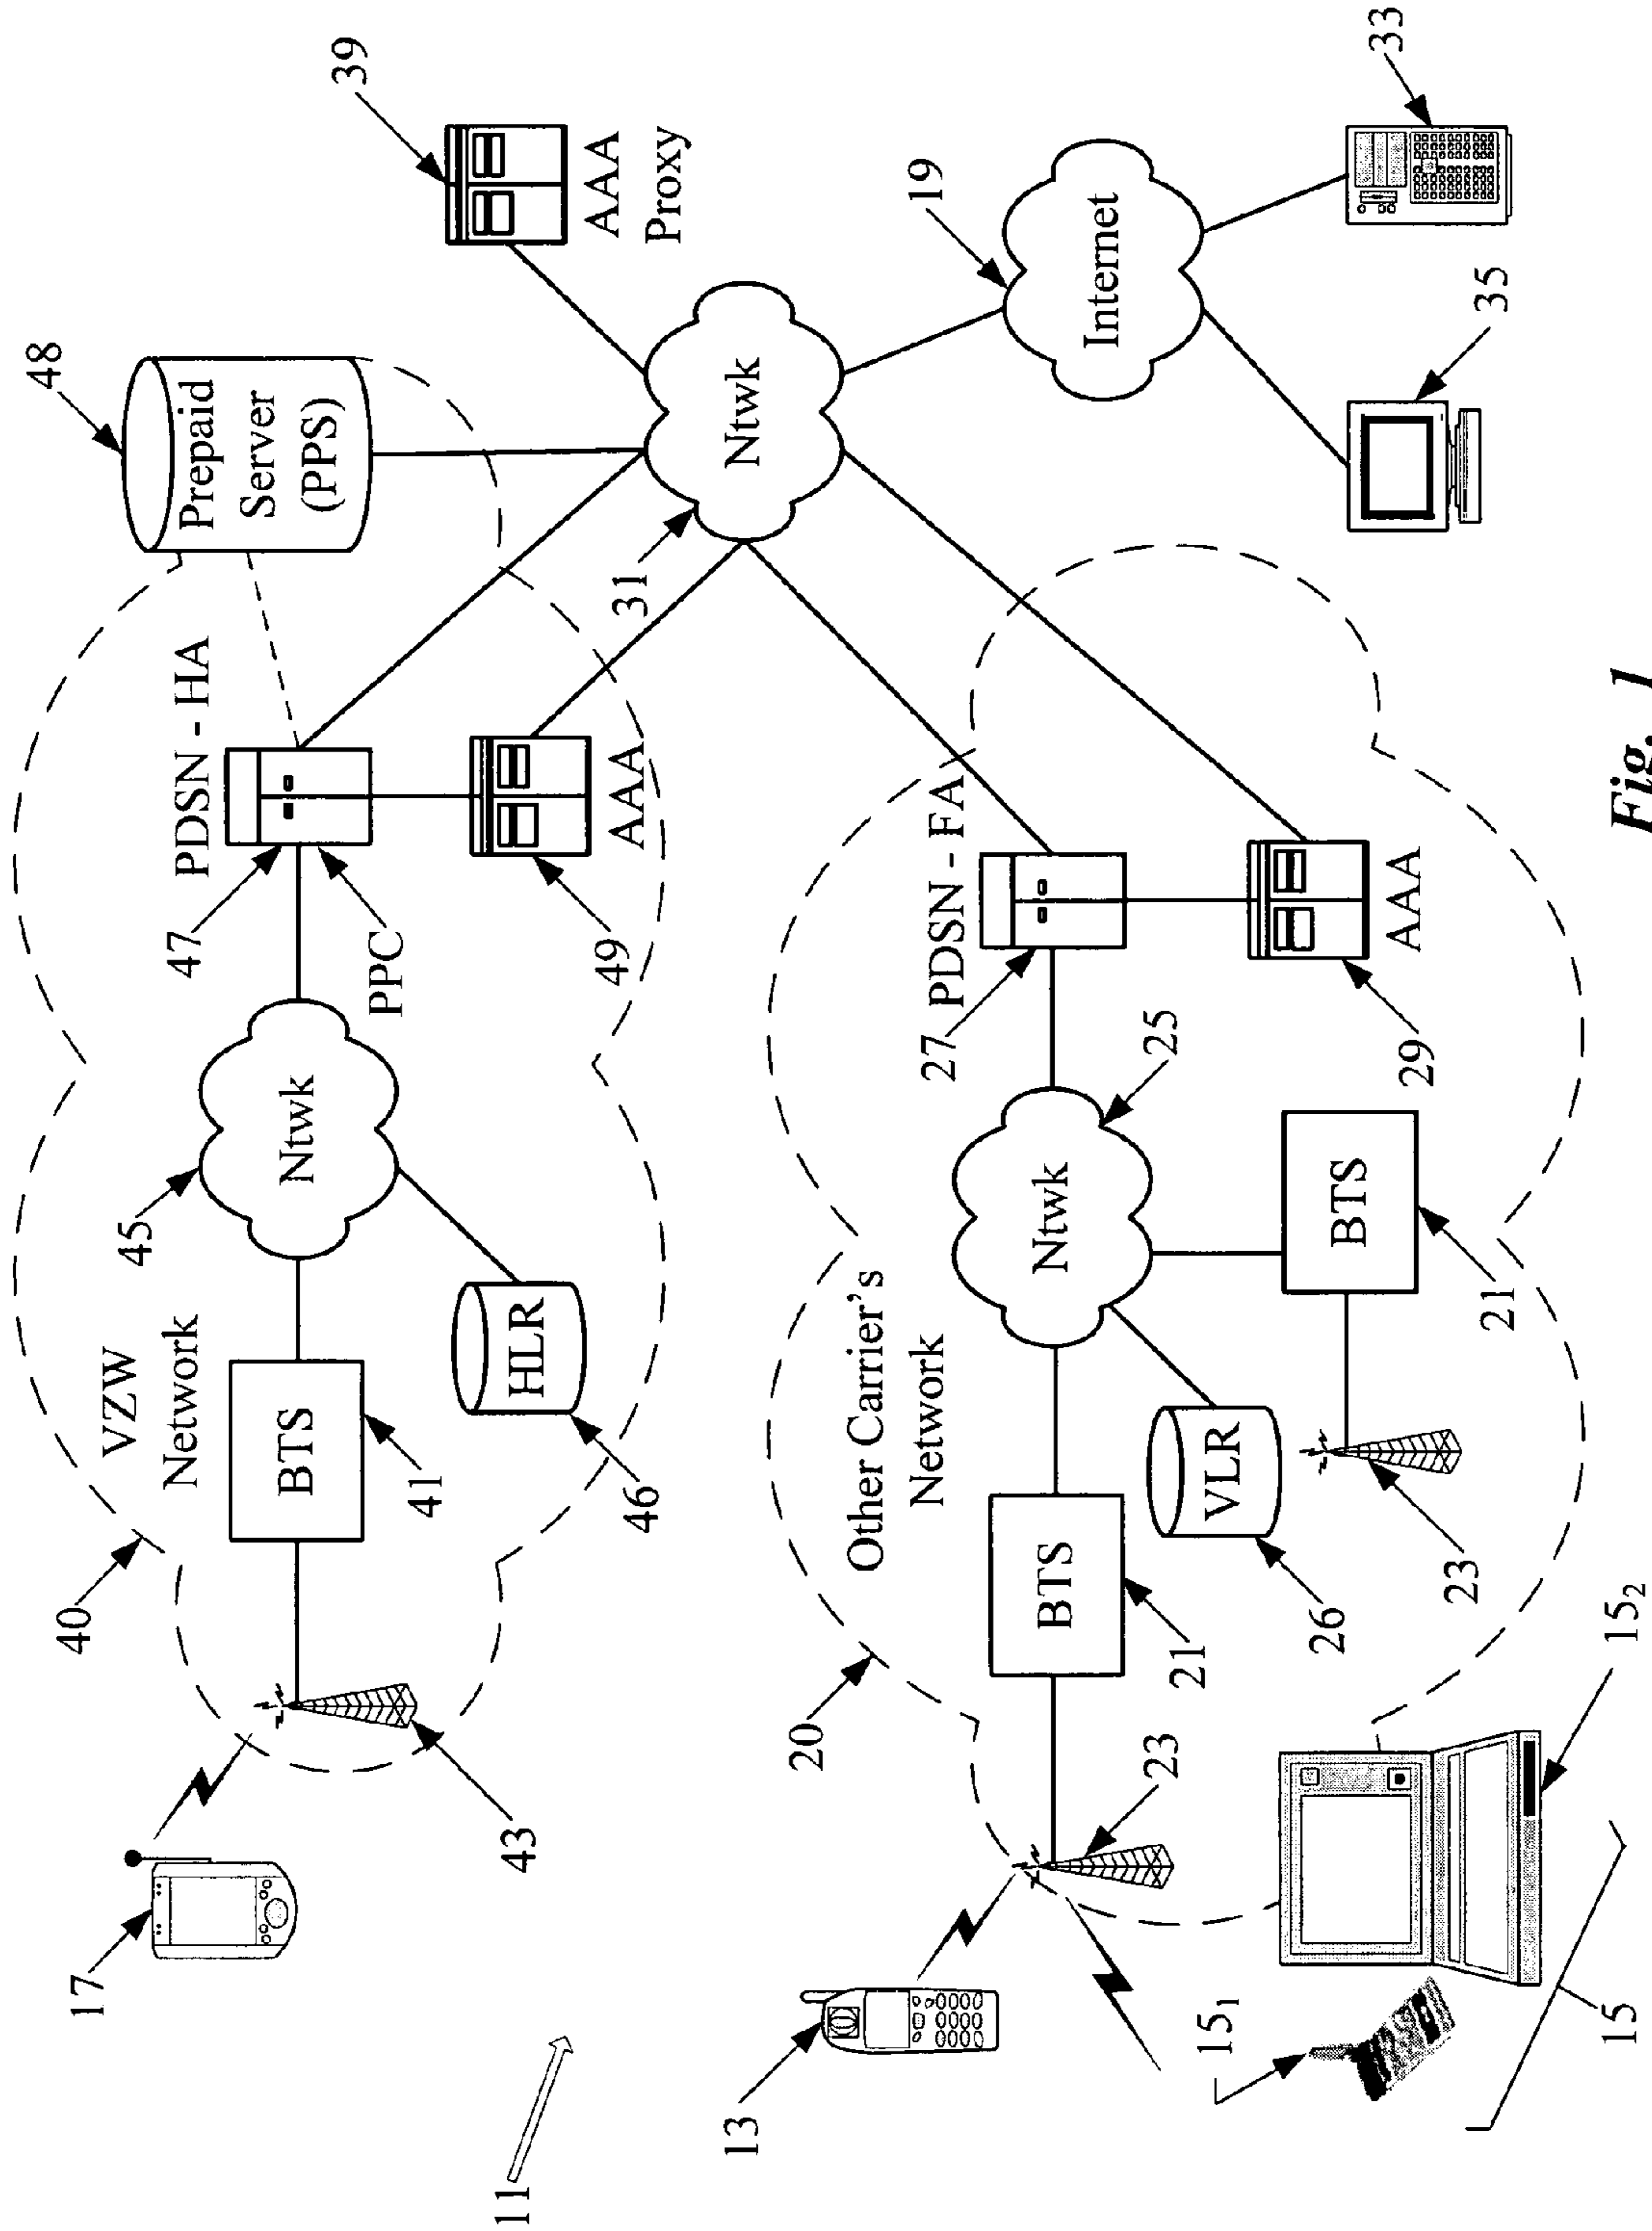 48
39
Prepaid
Server
(PPS)
AAA
Proxy
PDSN - HA
47
PPC
49
AAA
31
Ntwk
19
Internet
33
35
45
Ntwk
VZW
Network
40
BTS
41
HLR
46
43
17
11
PDSN - FA
27
25
AAA
29
Ntwk
Other Carrier's
Network
20
BTS
21
VLR
26
BTS
21
23
23
13
15₁
15₂
15
Fig. 1